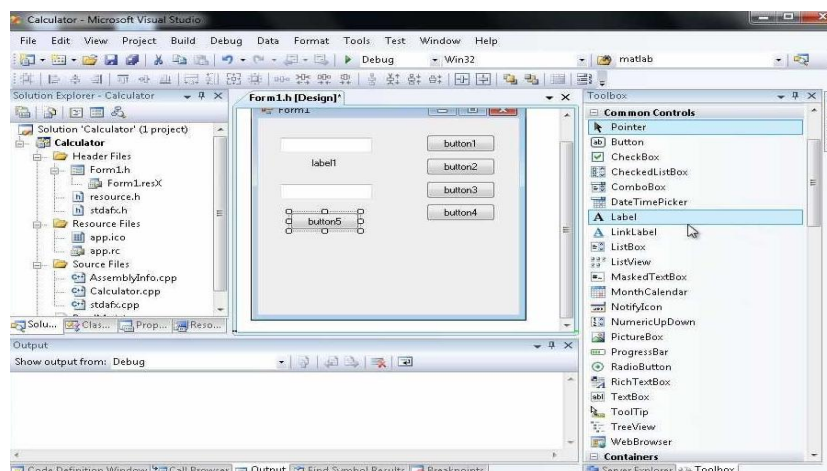 Calculator - Microsoft Visual Studio
File Edit View Project Build Debug Data Format Tools Test Window Help
Debug Win32 matlab
Solution Explorer - Calculator
Solution 'Calculator' (1 project)
Calculator
Header Files
Form1.h
Form1.resX
resource.h
stdafx.h
Resource Files
app.ico
app.rc
Source Files
AssemblyInfo.cpp
Calculator.cpp
stdafx.cpp
Solu... Clas... Prop... Reso...
Form1.h [Design]*
Form1
label1
button1
button2
button3
button4
button5
Toolbox
Common Controls
Pointer
Button
CheckBox
CheckedListBox
ComboBox
DateTimePicker
Label
LinkLabel
ListBox
ListView
MaskedTextBox
MonthCalendar
NotifyIcon
NumericUpDown
PictureBox
ProgressBar
RadioButton
RichTextBox
TextBox
ToolTip
TreeView
WebBrowser
Containers
Output
Show output from: Debug
Code Definition Window Call Browser Output Find Symbol Results Breakpoints
Server Explorer Toolbox